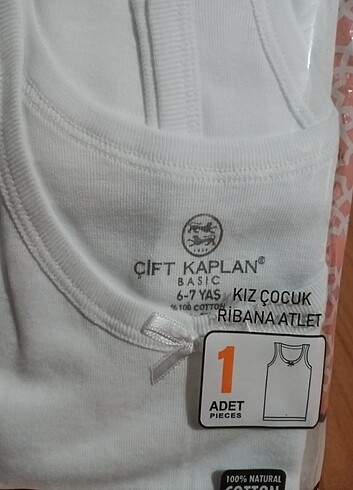 1959
ÇİFT KAPLAN®
BASIC
6-7 YAŞ
%100 COTTON
KIZ ÇOCUK
RİBANA ATLET
1
ADET
PIECES
100% NATURAL
COTTON